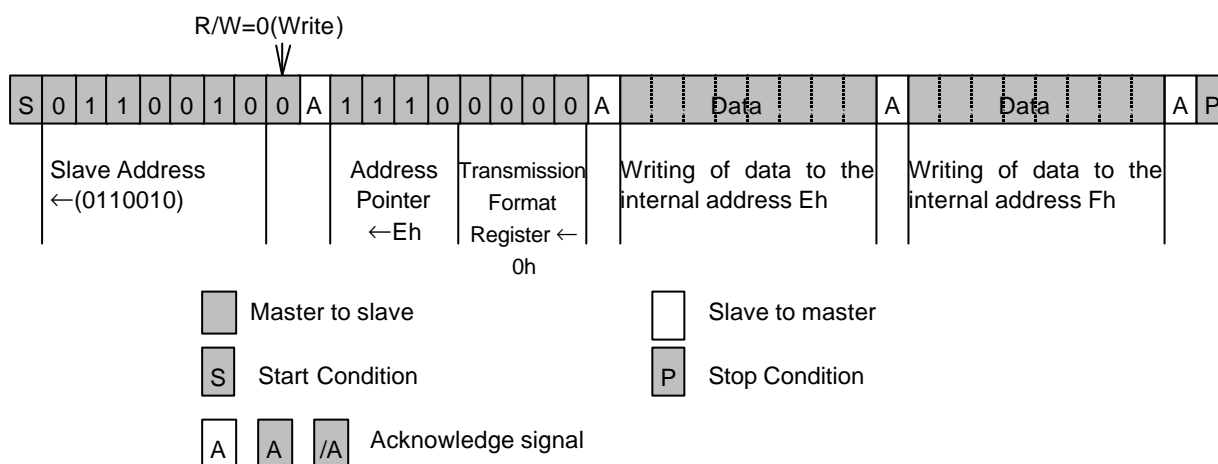 R/W=0(Write)
S 0 1 1 0 0 1 0 0 A 1 1 1 0 0 0 0 0 A Data A Data A P
Slave Address
←(0110010)
Address
Pointer
←Eh
Transmission
Format
Register ←
0h
Writing of data to the
internal address Eh
Writing of data to the
internal address Fh
Master to slave
Slave to master
S Start Condition
P Stop Condition
A A /A Acknowledge signal